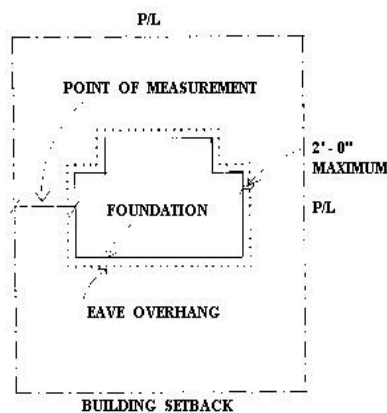 P/L
POINT OF MEASUREMENT
2'-0"
MAXIMUM
P/L
FOUNDATION
EAVE OVERHANG
BUILDING SETBACK